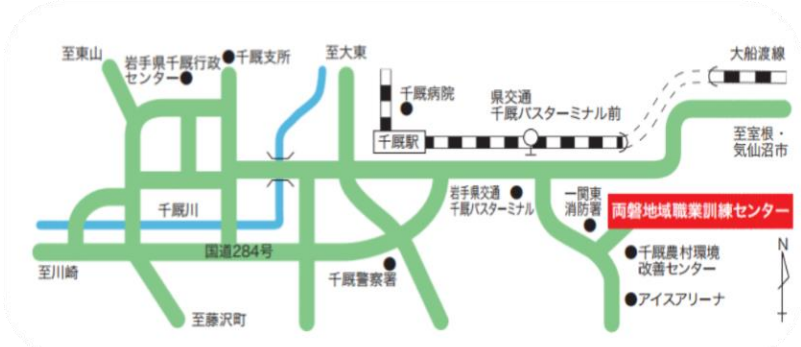 至東山
岩手県千厩行政
センター●
●千厩支所
至大東
千厩病院
県交通
千厩バスターミナル前
大船渡線
千厩駅
至室根・
気仙沼市
岩手県交通
千厩バスターミナル
一関東
消防署
両磐地域職業訓練センター
千厩川
国道284号
至川崎
千厩警察署
●千厩農村環境
改善センター
N
至藤沢町
●アイスアリーナ